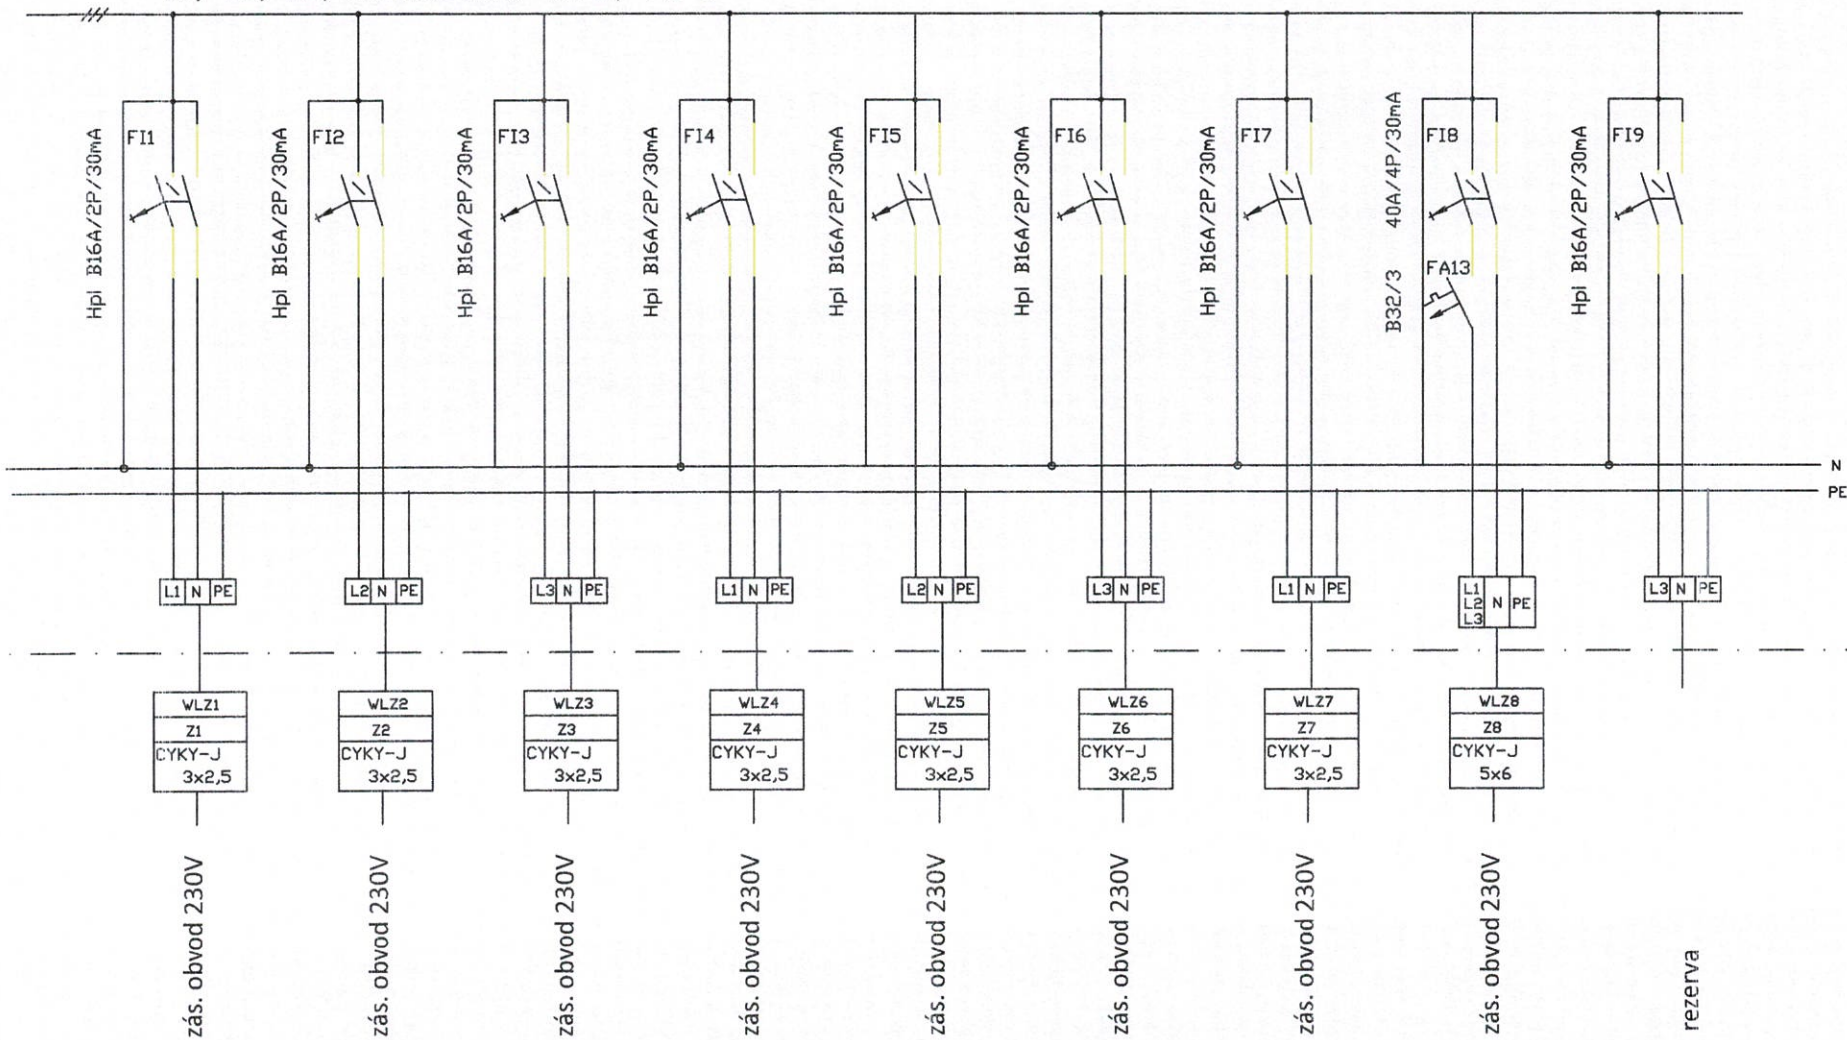 Hpi B16A/2P/30mA
FI1
Hpi B16A/2P/30mA
FI2
Hpi B16A/2P/30mA
FI3
Hpi B16A/2P/30mA
FI4
Hpi B16A/2P/30mA
FI5
Hpi B16A/2P/30mA
FI6
Hpi B16A/2P/30mA
FI7
B32/3 40A/4P/30mA
FI8
FA13
Hpi B16A/2P/30mA
FI9
N
PE
L1 N PE
L2 N PE
L3 N PE
L1 N PE
L2 N PE
L3 N PE
L1 N PE
L1
L2
L3
N PE
L3 N PE
WLZ1
Z1
CYKY-J
3x2,5
WLZ2
Z2
CYKY-J
3x2,5
WLZ3
Z3
CYKY-J
3x2,5
WLZ4
Z4
CYKY-J
3x2,5
WLZ5
Z5
CYKY-J
3x2,5
WLZ6
Z6
CYKY-J
3x2,5
WLZ7
Z7
CYKY-J
3x2,5
WLZ8
Z8
CYKY-J
5x6
zás. obvod 230V
zás. obvod 230V
zás. obvod 230V
zás. obvod 230V
zás. obvod 230V
zás. obvod 230V
zás. obvod 230V
zás. obvod 230V
rezerva